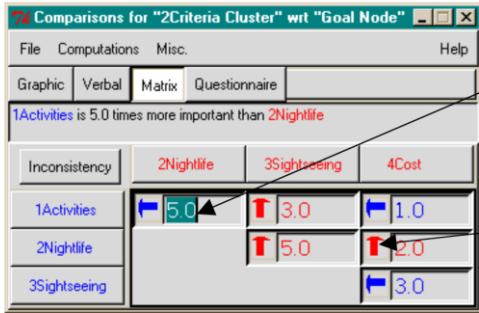 Comparisons for "2Criteria Cluster" wrt "Goal Node"
File Computations Misc. Help
Graphic Verbal Matrix Questionnaire
1Activities is 5.0 times more important than 2Nightlife
Inconsistency 2Nightlife 3Sightseeing 4Cost
1Activities 5.0 3.0 1.0
2Nightlife 5.0 2.0
3Sightseeing 3.0